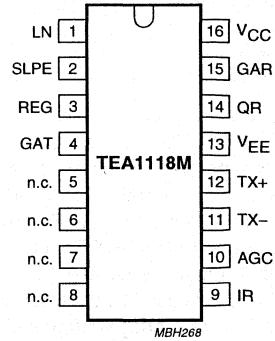 LN 1 16 VCC
SLPE 2 15 GAR
REG 3 14 QR
GAT 4 13 VEE
TEA1118M
n.c. 5 12 TX+
n.c. 6 11 TX−
n.c. 7 10 AGC
n.c. 8 9 IR
MBH268